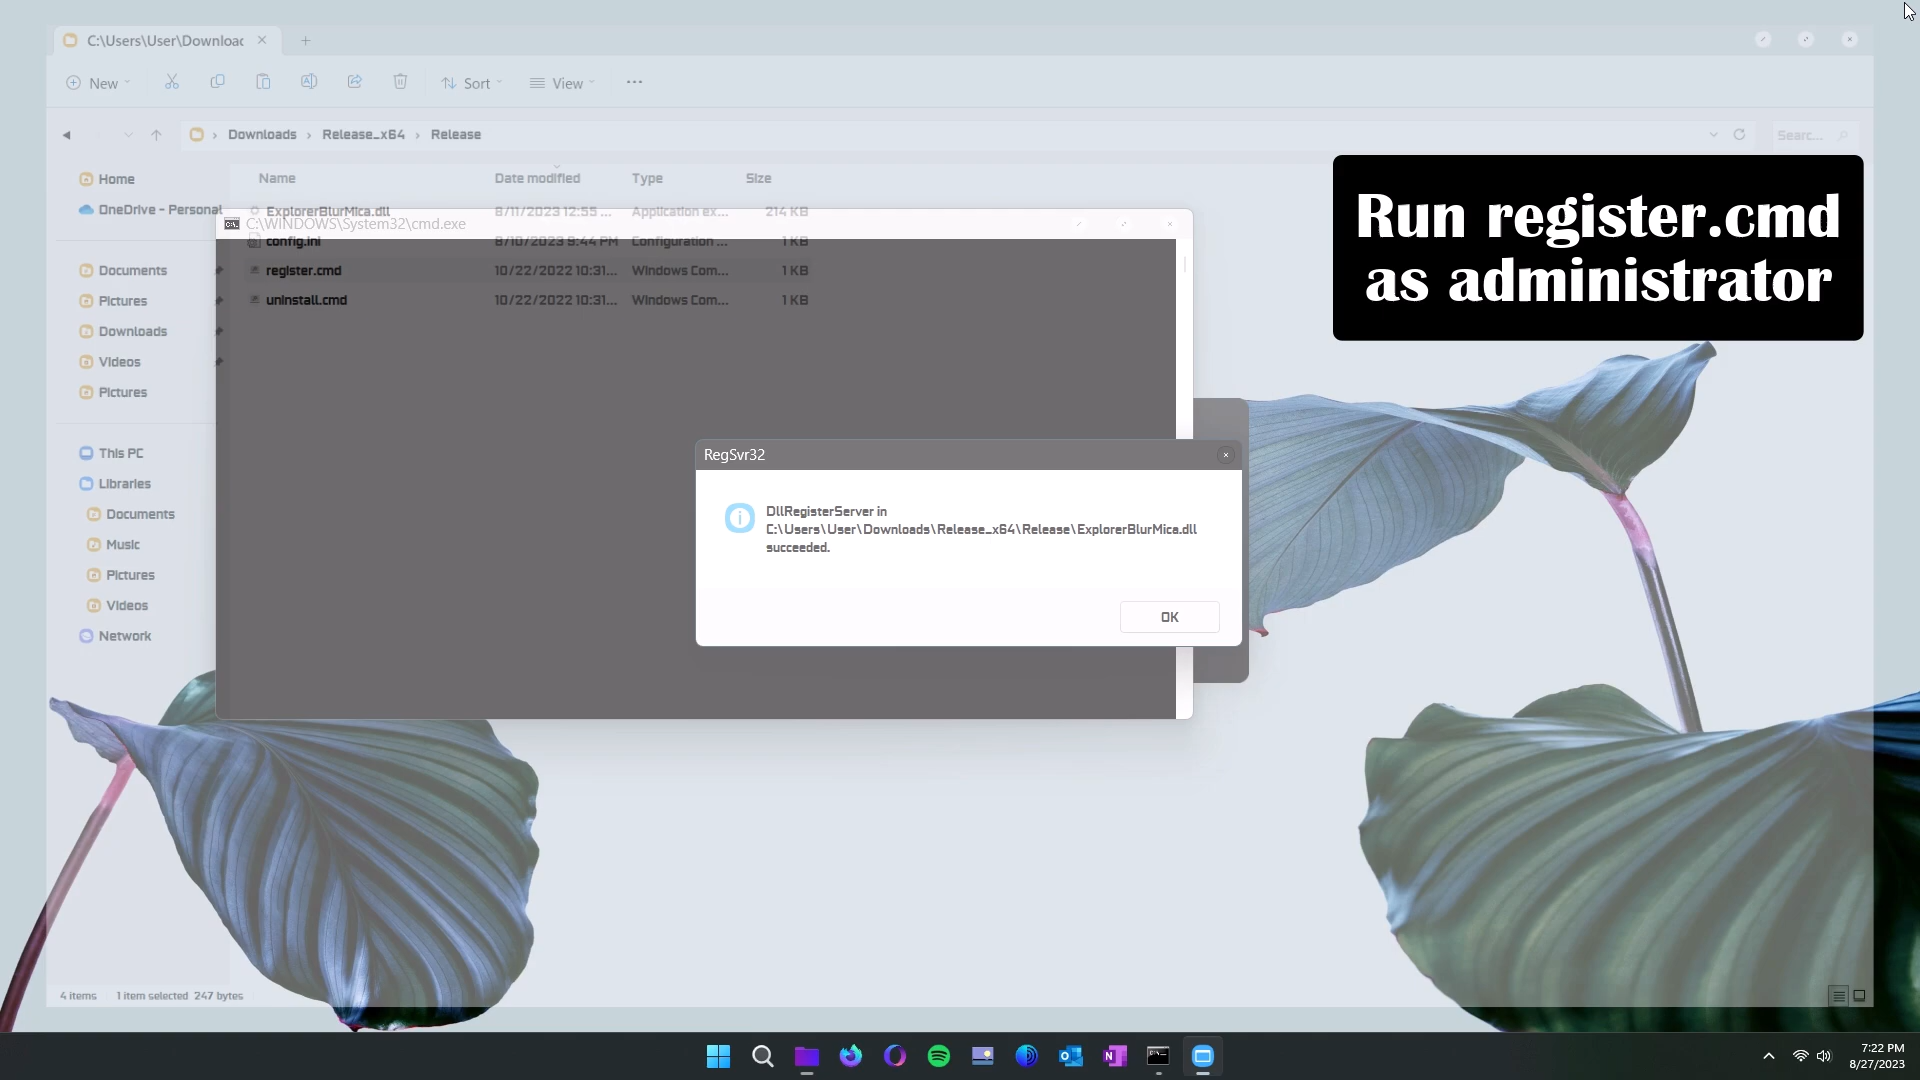 C:\Users\User\Downloac
New
Sort
View
Downloads > Release_x64 > Release
Searc...
Home
OneDrive - Personal
Documents
Pictures
Downloads
Videos
Pictures
This PC
Libraries
Documents
Music
Pictures
Videos
Network
Name Date modified Type Size
ExplorerBlurMica.dll 8/11/2023 12:55 ... Application ex... 214 KB
C:\WINDOWS\System32\cmd.exe
config.ini 8/10/2023 9:44 PM Configuration ... 1 KB
register.cmd 10/22/2022 10:31... Windows Com... 1 KB
uninstall.cmd 10/22/2022 10:31... Windows Com... 1 KB
Run register.cmd
as administrator
RegSvr32
DllRegisterServer in
C:\Users\User\Downloads\Release_x64\Release\ExplorerBlurMica.dll
succeeded.
OK
4 items 1 item selected 247 bytes
7:22 PM
8/27/2023